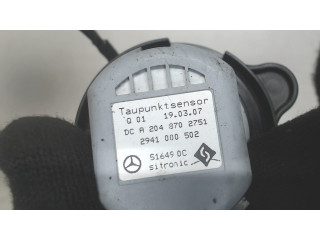 Taupunktsensor
Q 01 19.03.07
DC A 204 870 2751
2941 000 502
51649 0C
sitronic